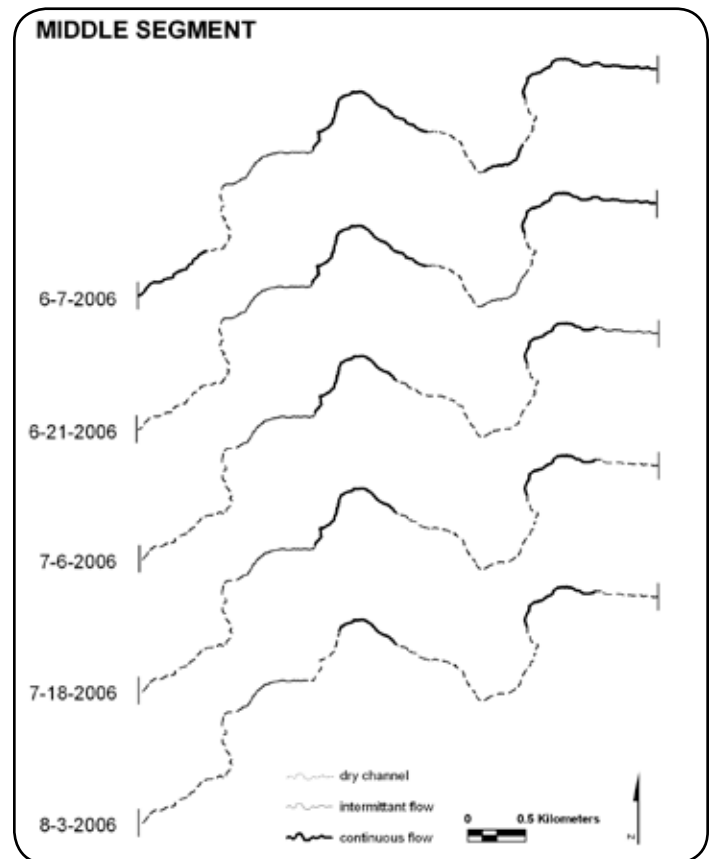 MIDDLE SEGMENT
6-7-2006
6-21-2006
7-6-2006
7-18-2006
8-3-2006
dry channel
intermittant flow
continuous flow
0 0.5 Kilometers
N